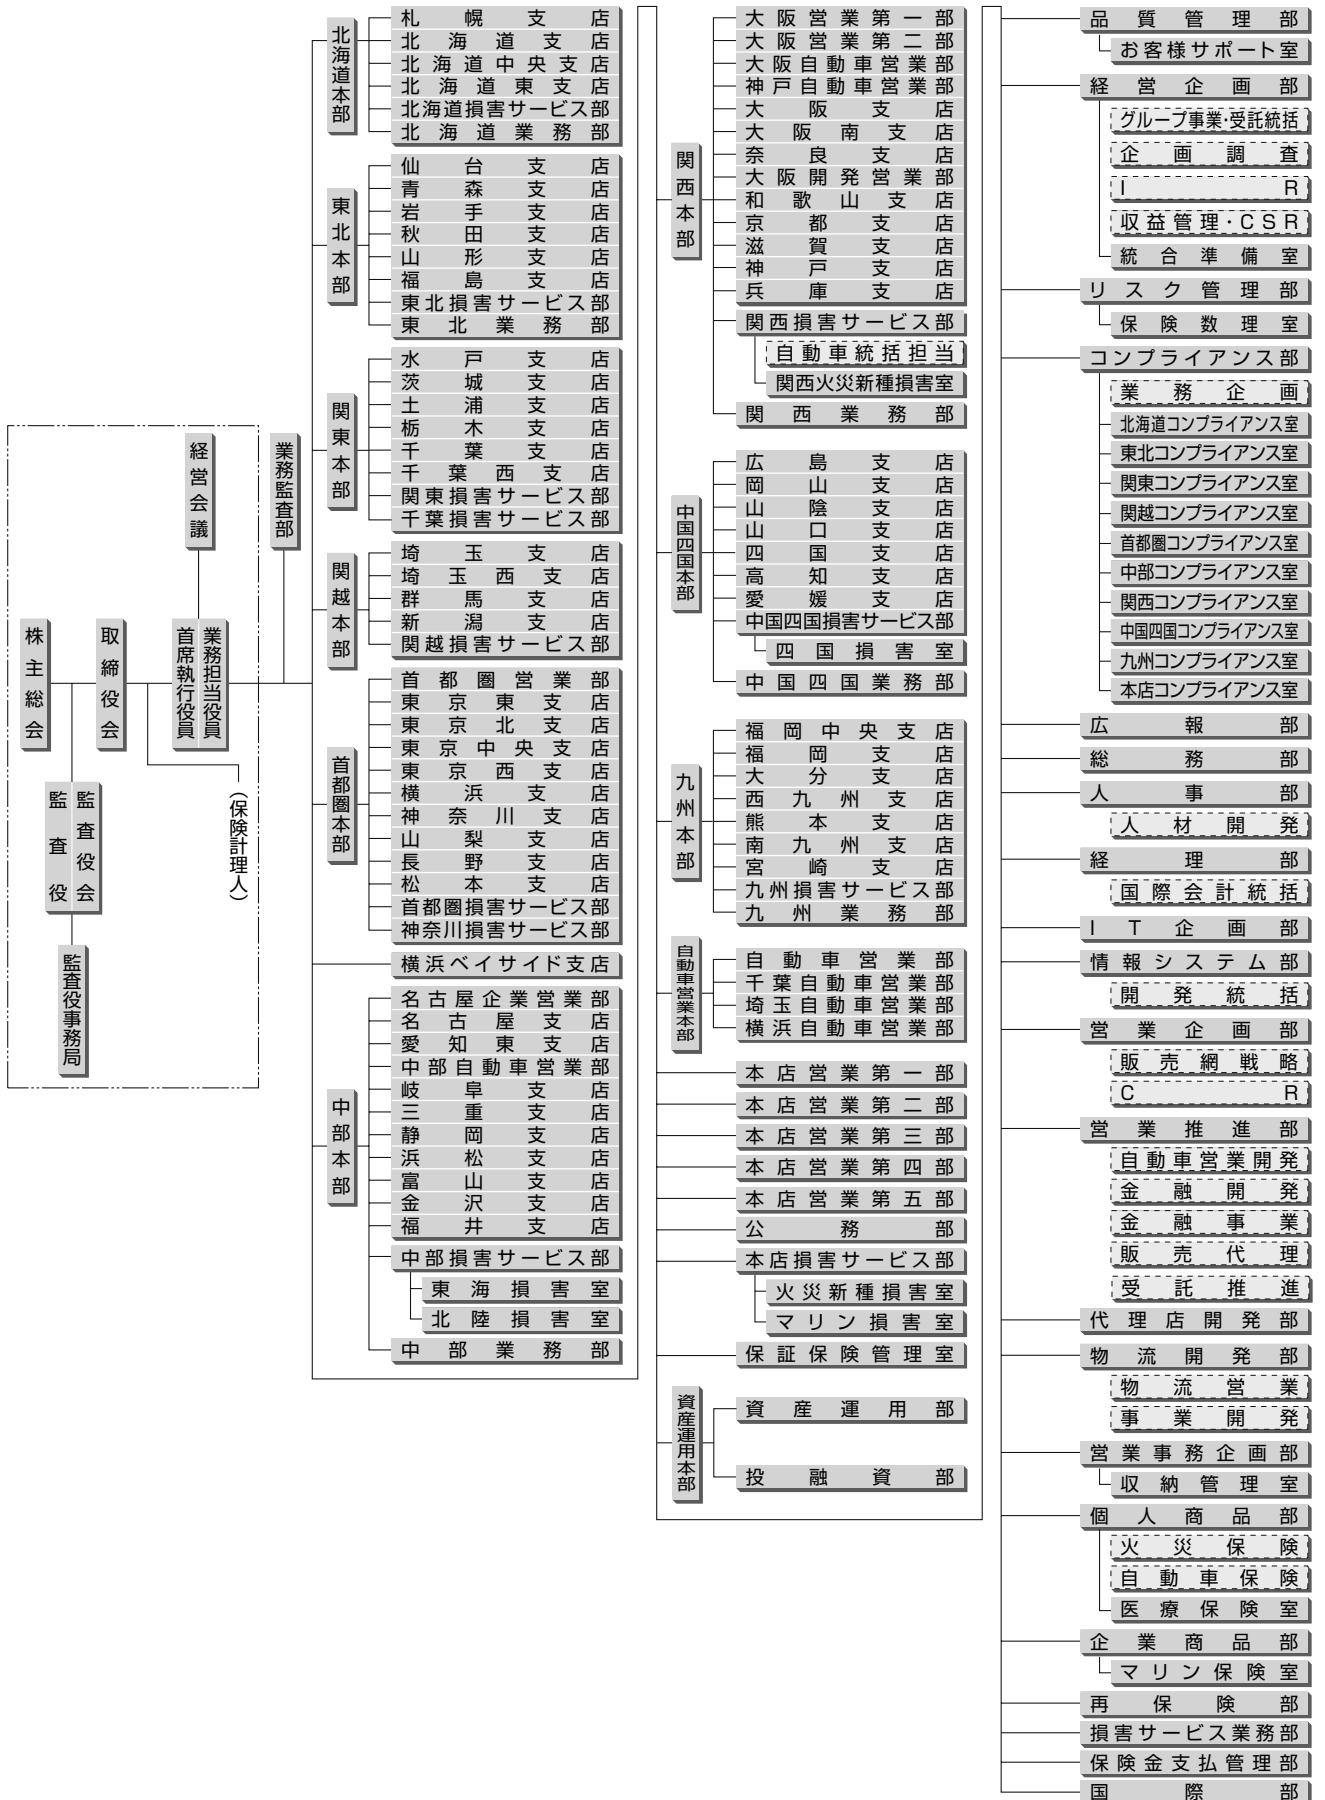 株主総会
監査役
監査役会
監査役事務局
取締役会
(保険計理人)
経営会議
首席執行役員
業務担当役員
業務監査部
北海道本部
札幌支店
北海道支店
北海道中央支店
北海道東支店
北海道損害サービス部
北海道業務部
東北本部
仙台支店
青森支店
岩手支店
秋田支店
山形支店
福島支店
東北損害サービス部
東北業務部
関東本部
水戸支店
茨城支店
土浦支店
栃木支店
千葉支店
千葉西支店
関東損害サービス部
千葉損害サービス部
関越本部
埼玉支店
埼玉西支店
群馬支店
新潟支店
関越損害サービス部
首都圏本部
首都圏営業部
東京東支店
東京北支店
東京中央支店
東京西支店
横浜支店
神奈川支店
山梨支店
長野支店
松本支店
首都圏損害サービス部
神奈川損害サービス部
横浜ベイサイド支店
中部本部
名古屋企業営業部
名古屋支店
愛知東支店
中部自動車営業部
岐阜支店
三重支店
静岡支店
浜松支店
富山支店
金沢支店
福井支店
中部損害サービス部
東海損害室
北陸損害室
中部業務部
関西本部
大阪営業第一部
大阪営業第二部
大阪自動車営業部
神戸自動車営業部
大阪支店
大阪南支店
奈良支店
大阪開発営業部
和歌山支店
京都支店
滋賀支店
神戸支店
兵庫支店
関西損害サービス部
自動車統括担当
関西火災新種損害室
関西業務部
中国四国本部
広島支店
岡山支店
山陰支店
山口支店
四国支店
高知支店
愛媛支店
中国四国損害サービス部
四国損害室
中国四国業務部
九州本部
福岡中央支店
福岡支店
大分支店
西九州支店
熊本支店
南九州支店
宮崎支店
九州損害サービス部
九州業務部
自動車営業本部
自動車営業部
千葉自動車営業部
埼玉自動車営業部
横浜自動車営業部
本店営業第一部
本店営業第二部
本店営業第三部
本店営業第四部
本店営業第五部
公務部
本店損害サービス部
火災新種損害室
マリン損害室
保証保険管理室
資産運用本部
資産運用部
投融資部
品質管理部
お客様サポート室
経営企画部
グループ事業・受託統括
企画調査
IR
収益管理・CSR
統合準備室
リスク管理部
保険数理室
コンプライアンス部
業務企画
北海道コンプライアンス室
東北コンプライアンス室
関東コンプライアンス室
関越コンプライアンス室
首都圏コンプライアンス室
中部コンプライアンス室
関西コンプライアンス室
中国四国コンプライアンス室
九州コンプライアンス室
本店コンプライアンス室
広報部
総務部
人事部
人材開発
経理部
国際会計統括
IT企画部
情報システム部
開発統括
営業企画部
販売網戦略
CR
営業推進部
自動車営業開発
金融開発
金融事業
販売代理
受託推進
代理店開発部
物流開発部
物流営業
事業開発
営業事務企画部
収納管理室
個人商品部
火災保険
自動車保険
医療保険室
企業商品部
マリン保険室
再保険部
損害サービス業務部
保険金支払管理部
国際部